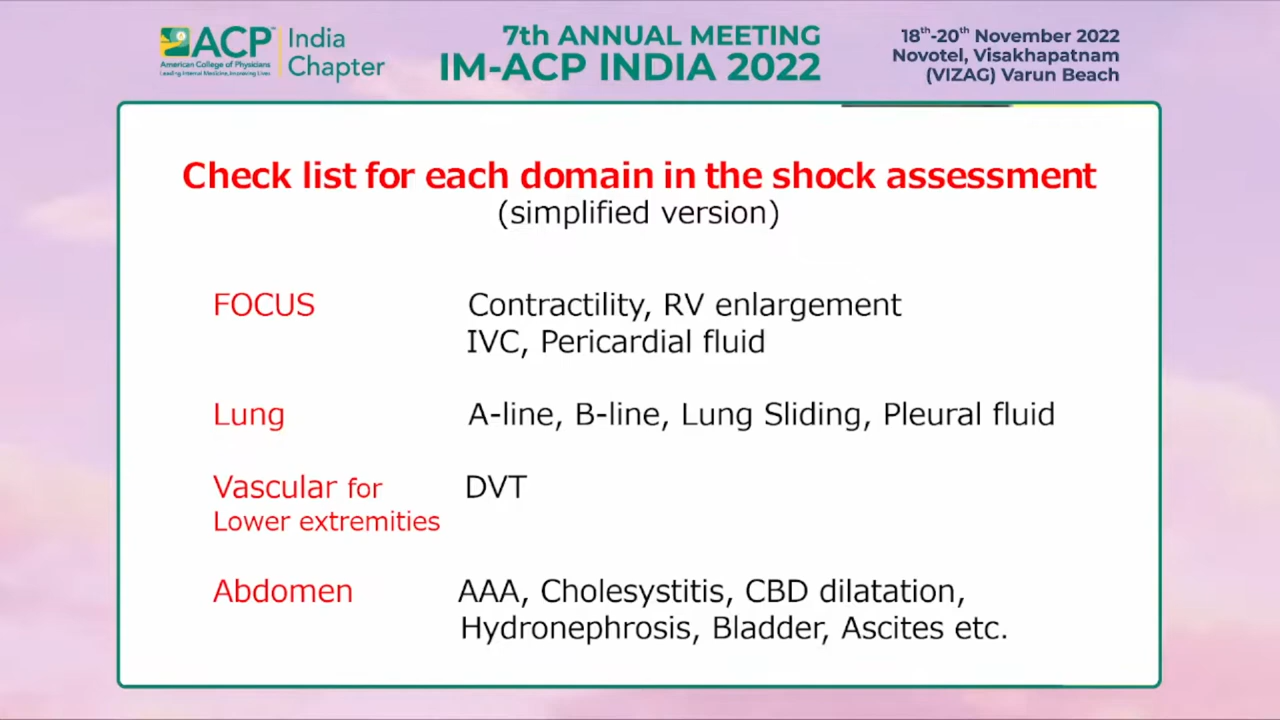 ACP
American College of Physicians
Leading Internal Medicine, Improving Lives
India
Chapter
7th ANNUAL MEETING
IM-ACP INDIA 2022
18th-20th November 2022
Novotel, Visakhapatnam
(VIZAG) Varun Beach
Check list for each domain in the shock assessment
(simplified version)
FOCUS Contractility, RV enlargement
IVC, Pericardial fluid
Lung A-line, B-line, Lung Sliding, Pleural fluid
Vascular for DVT
Lower extremities
Abdomen AAA, Cholesystitis, CBD dilatation,
Hydronephrosis, Bladder, Ascites etc.